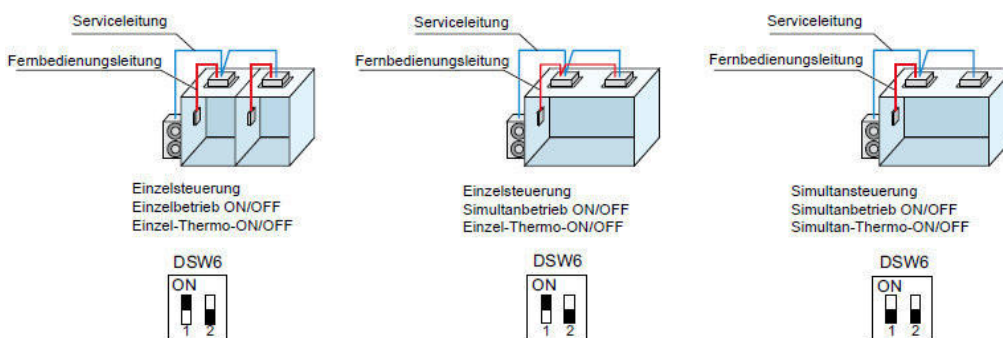 Serviceleitung
Fernbedienungsleitung
Einzelsteuerung
Einzelbetrieb ON/OFF
Einzel-Thermo-ON/OFF
DSW6
ON
1 2
Serviceleitung
Fernbedienungsleitung
Einzelsteuerung
Simultanbetrieb ON/OFF
Einzel-Thermo-ON/OFF
DSW6
ON
1 2
Serviceleitung
Fernbedienungsleitung
Simultansteuerung
Simultanbetrieb ON/OFF
Simultan-Thermo-ON/OFF
DSW6
ON
1 2